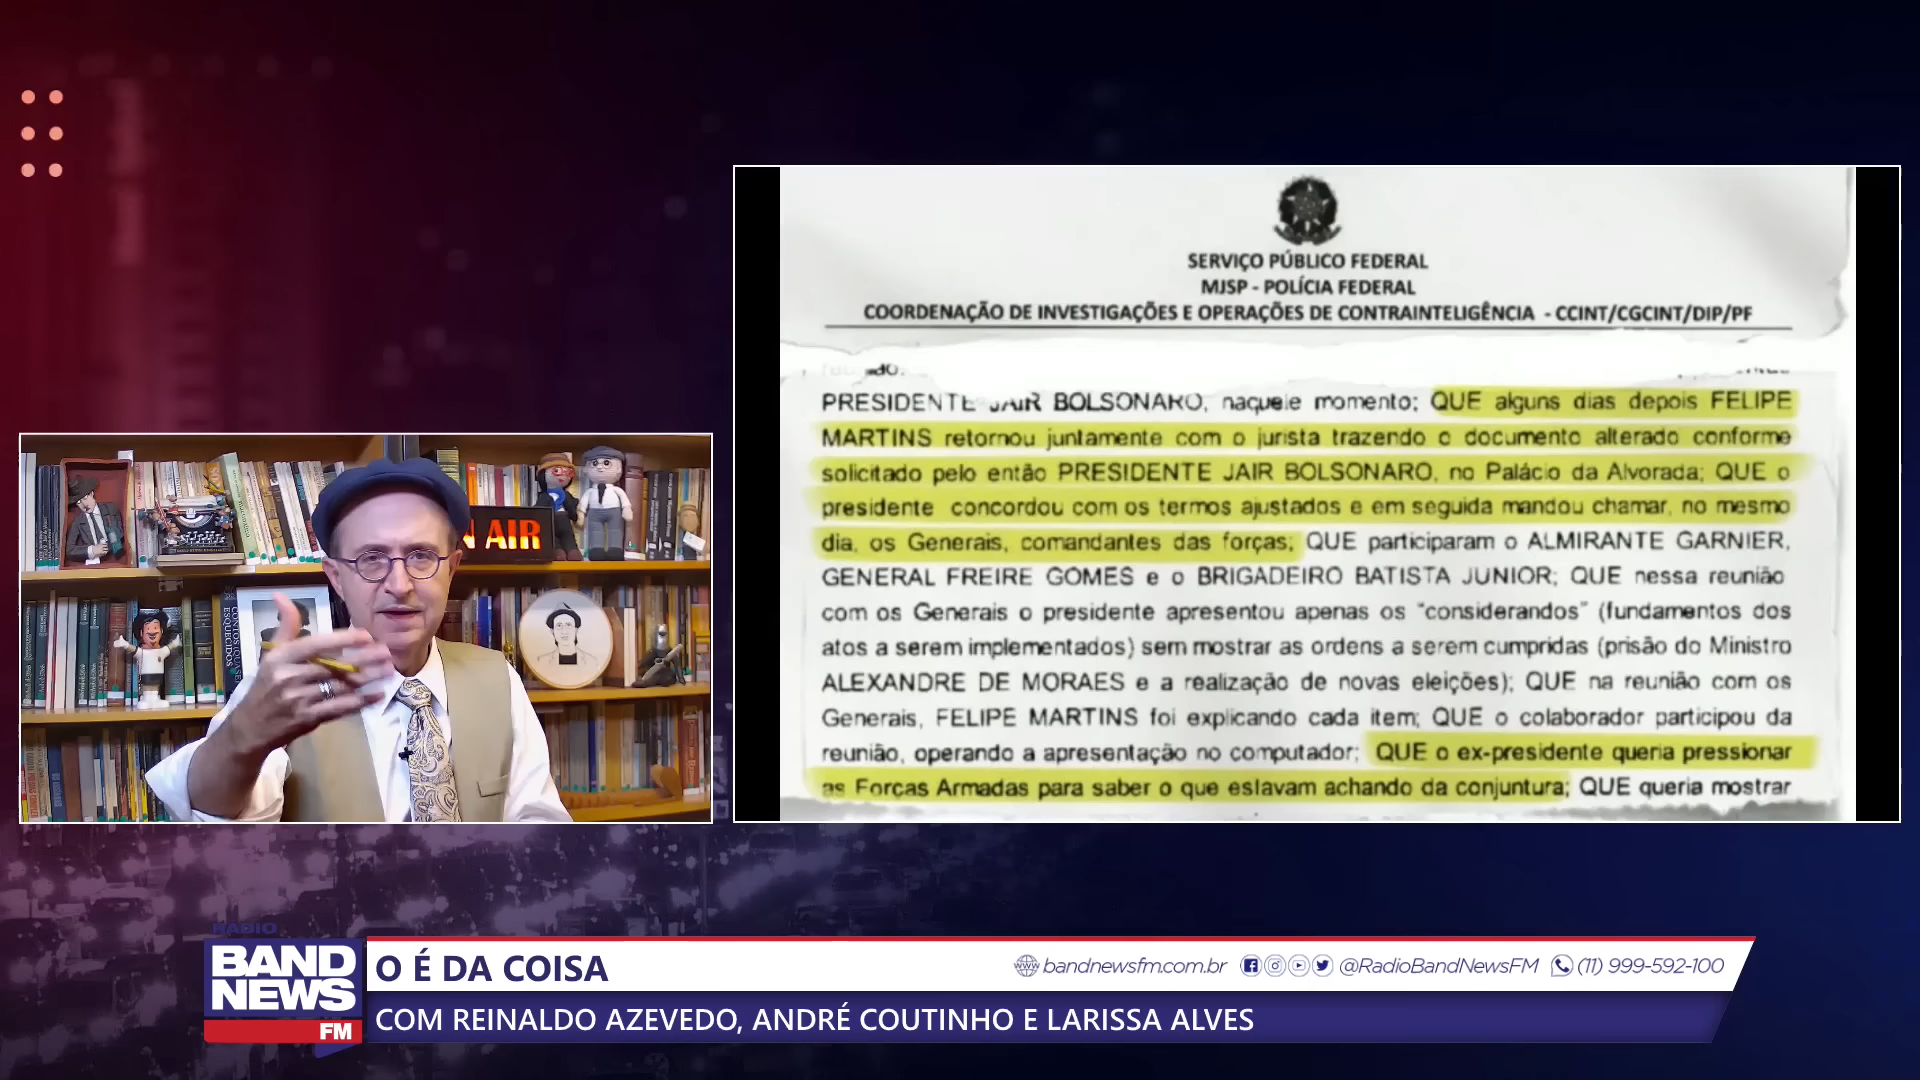 SERVIÇO PÚBLICO FEDERAL
MJSP - POLÍCIA FEDERAL
COORDENAÇÃO DE INVESTIGAÇÕES E OPERAÇÕES DE CONTRAINTELIGÊNCIA - CCINT/CGCINT/DIP/PF
PRESIDENTE JAIR BOLSONARO, naquele momento; QUE alguns dias depois FELIPE
MARTINS retornou juntamente com o jurista trazendo o documento alterado conforme
solicitado pelo então PRESIDENTE JAIR BOLSONARO, no Palácio da Alvorada; QUE o
presidente concordou com os termos ajustados e em seguida mandou chamar, no mesmo
dia, os Generais, comandantes das forças; QUE participaram o ALMIRANTE GARNIER,
GENERAL FREIRE GOMES e o BRIGADEIRO BATISTA JUNIOR; QUE nessa reunião
com os Generais o presidente apresentou apenas os "considerandos" (fundamentos dos
atos a serem implementados) sem mostrar as ordens a serem cumpridas (prisão do Ministro
ALEXANDRE DE MORAES e a realização de novas eleições); QUE na reunião com os
Generais, FELIPE MARTINS foi explicando cada item; QUE o colaborador participou da
reunião, operando a apresentação no computador; QUE o ex-presidente queria pressionar
as Forças Armadas para saber o que estavam achando da conjuntura; QUE queria mostrar
N AIR
CONTOS (QUASE)
ESQUECIDOS
RÁDIO
BAND
NEWS
FM
O É DA COISA
bandnewsfm.com.br
@RadioBandNewsFM
(11) 999-592-100
COM REINALDO AZEVEDO, ANDRÉ COUTINHO E LARISSA ALVES